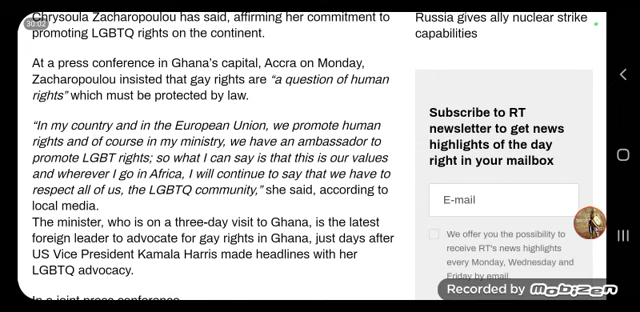 Chrysoula Zacharopoulou has said, affirming her commitment to
promoting LGBTQ rights on the continent.
At a press conference in Ghana's capital, Accra on Monday,
Zacharopoulou insisted that gay rights are “a question of human
rights” which must be protected by law.
“In my country and in the European Union, we promote human
rights and of course in my ministry, we have an ambassador to
promote LGBT rights; so what I can say is that this is our values
and wherever I go in Africa, I will continue to say that we have to
respect all of us, the LGBTQ community,” she said, according to
local media.
The minister, who is on a three-day visit to Ghana, is the latest
foreign leader to advocate for gay rights in Ghana, just days after
US Vice President Kamala Harris made headlines with her
LGBTQ advocacy.
In a joint press conference
Russia gives ally nuclear strike
capabilities
Subscribe to RT
newsletter to get news
highlights of the day
right in your mailbox
E-mail
We offer you the possibility to
receive RT's news highlights
every Monday, Wednesday and
Friday by email.
Recorded by Mobizen